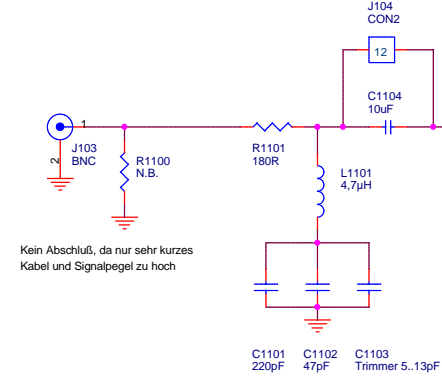 J104
CON2
12
C1104
10uF
1
2
J103
BNC
R1100
N.B.
R1101
180R
L1101
4,7µH
Kein Abschluß, da nur sehr kurzes
Kabel und Signalpegel zu hoch
C1101
220pF
C1102
47pF
C1103
Trimmer 5..13pF